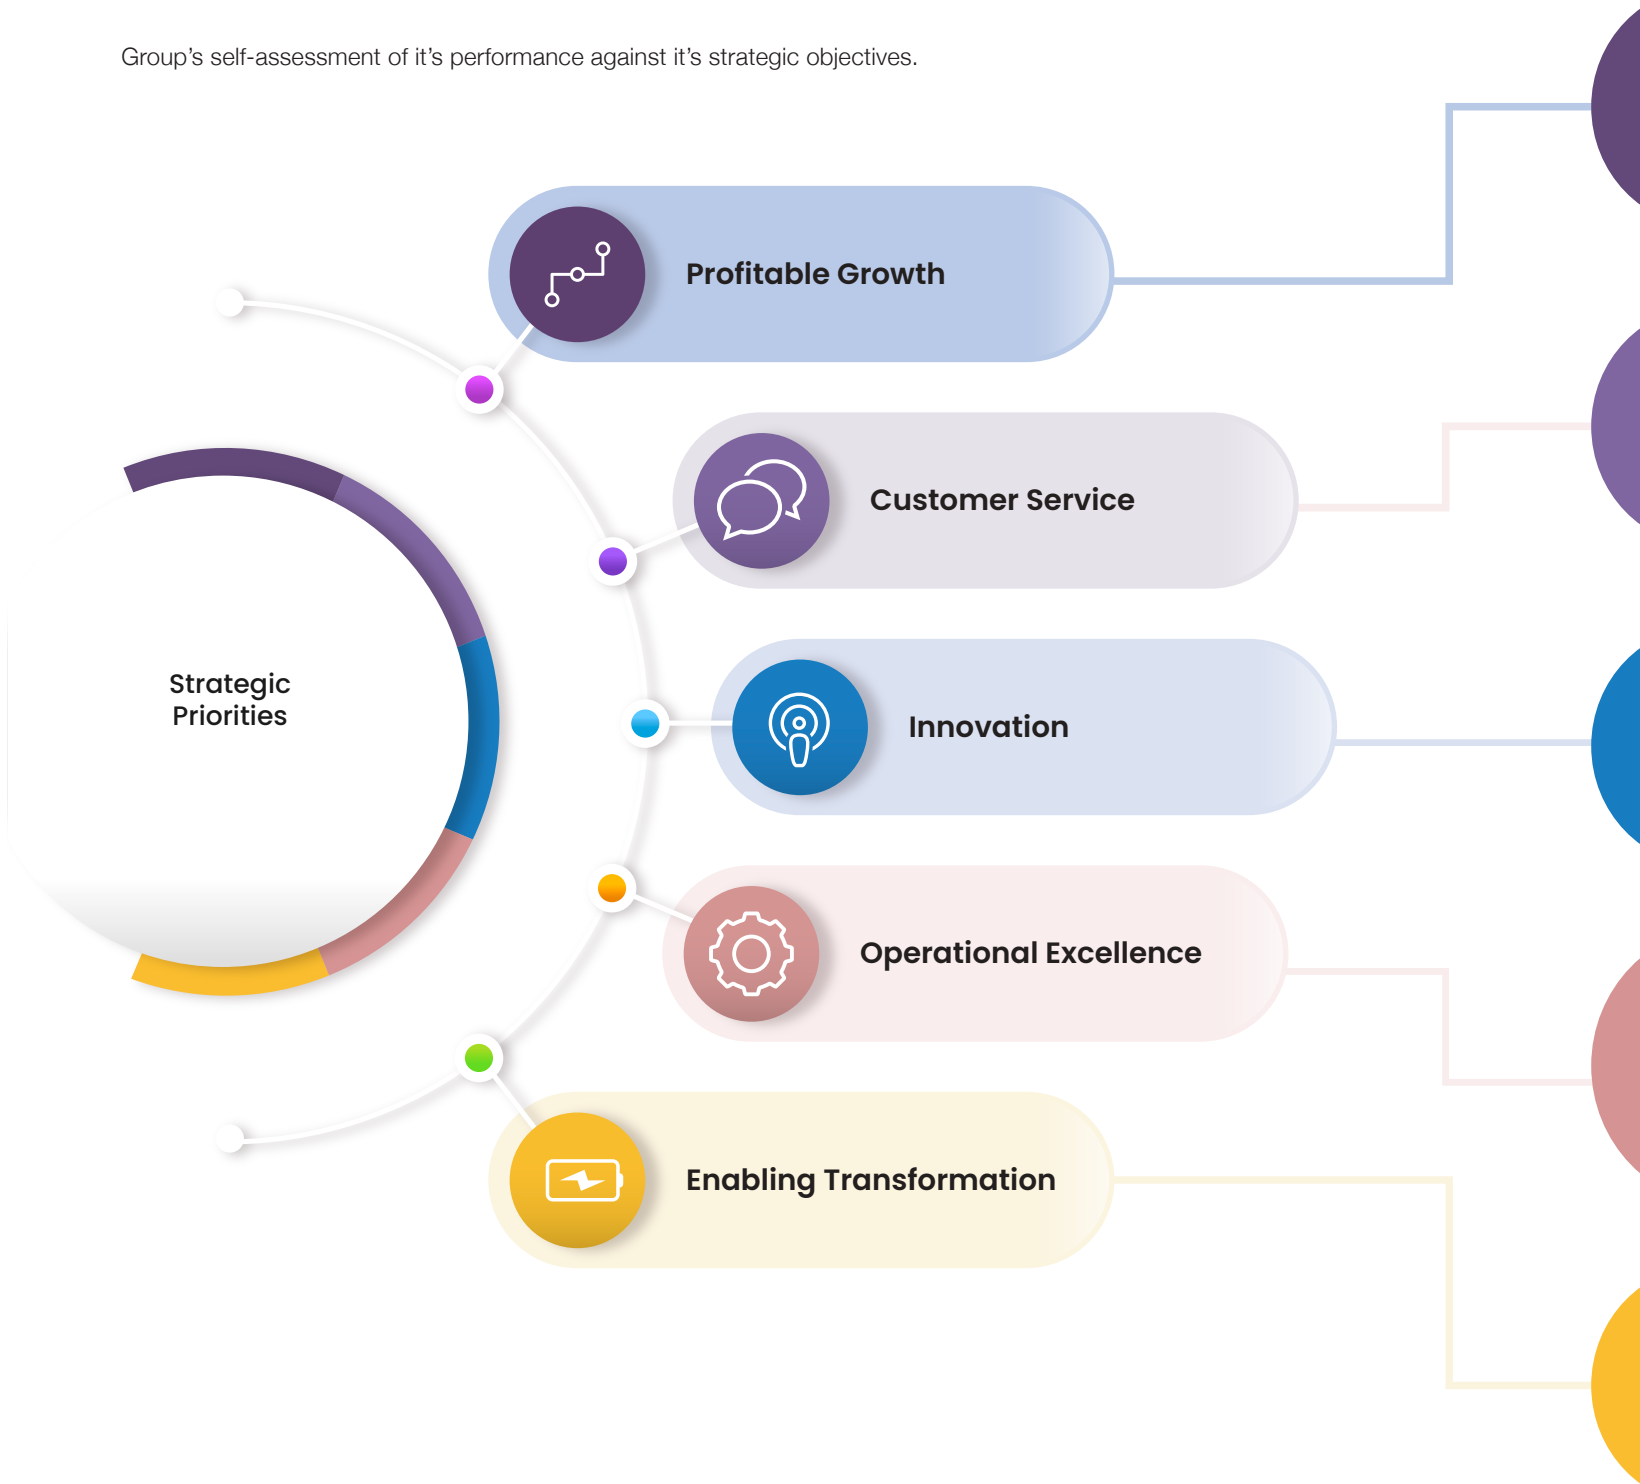 Group’s self-assessment of it’s performance against it’s strategic objectives.
Profitable Growth
Customer Service
Strategic
Priorities
Innovation
Operational Excellence
Enabling Transformation